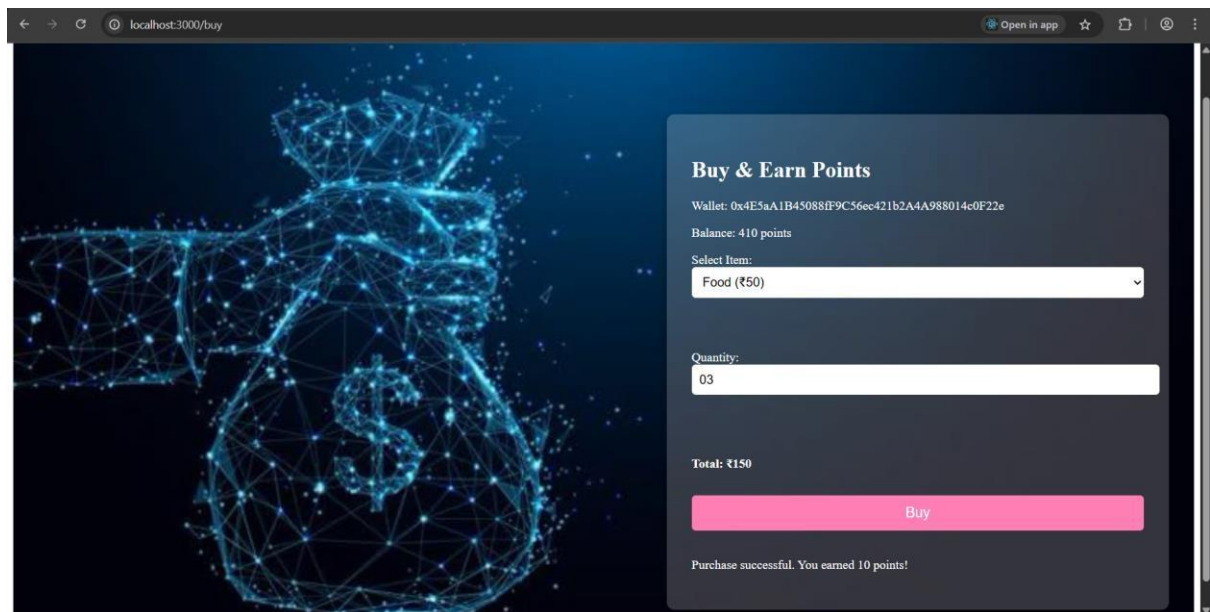 localhost:3000/buy
Open in app
Buy & Earn Points
Wallet: 0x4E5aA1B45088fF9C56ec421b2A4A988014c0F22e
Balance: 410 points
Select Item:
Food (₹50)
Quantity:
03
Total: ₹150
Buy
Purchase successful. You earned 10 points!
$